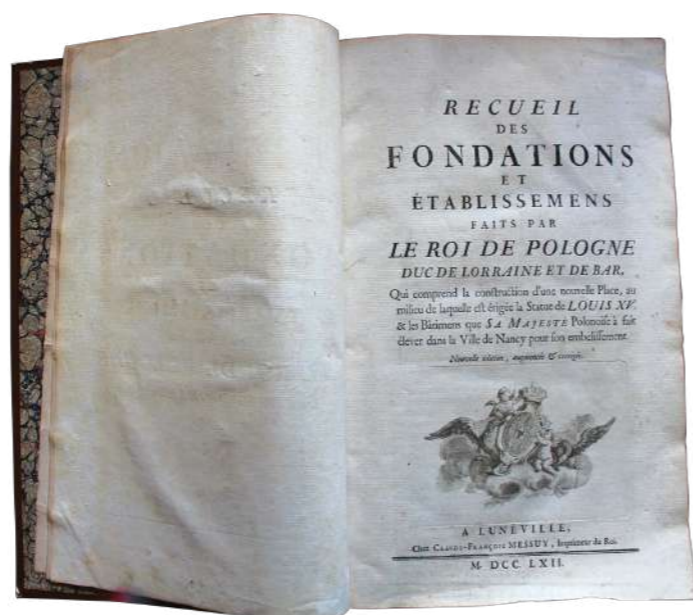 RECUEIL
DES
FONDATIONS
ET
ÉTABLISSEMENS
FAITS PAR
LE ROI DE POLOGNE
DUC DE LORRAINE ET DE BAR,
Qui comprend la construction d'une nouvelle Place, au
milieu de laquelle est érigée la Statue de LOUIS XV.
& les Bâtimens que SA MAJESTÉ Polonoise à fait
élever dans la Ville de Nancy pour son embellissement.
Nouvelle édition, augmentée & corrigée.
A LUNÉVILLE,
Chez CLAUDE-FRANÇOIS MESSUY, Imprimeur du Roi.
M. DCC. LXII.